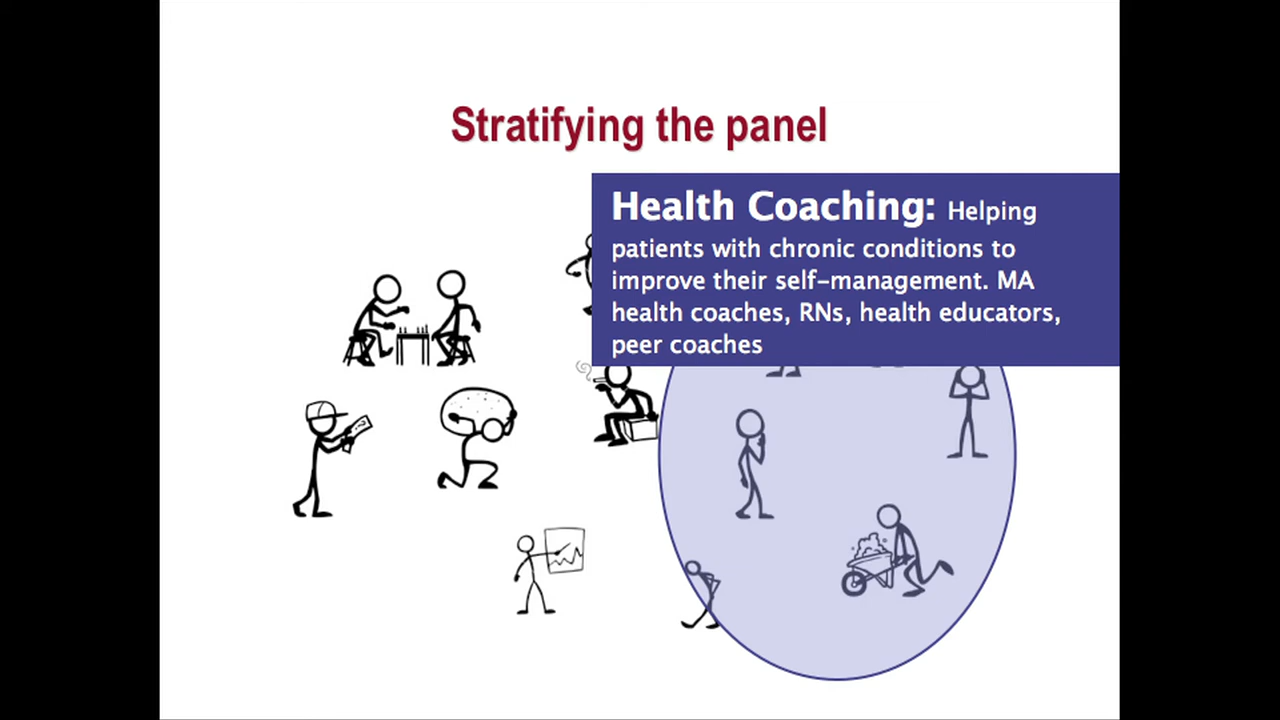 Stratifying the panel
Health Coaching: Helping
patients with chronic conditions to
improve their self-management. MA
health coaches, RNs, health educators,
peer coaches